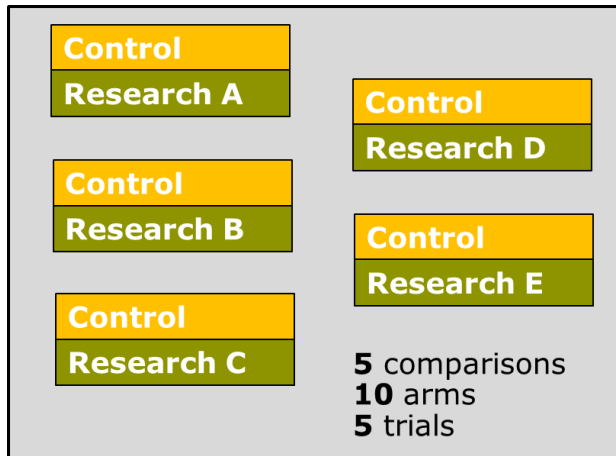 Control
Research A
Control
Research B
Control
Research C
Control
Research D
Control
Research E
5 comparisons
10 arms
5 trials